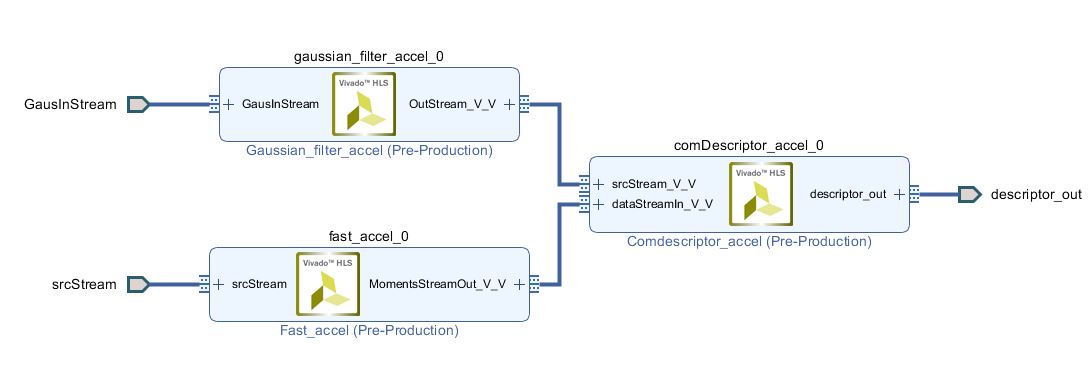 gaussian_filter_accel_0
GausInStream
GausInStream
Vivado™ HLS
OutStream_V_V
Gaussian_filter_accel (Pre-Production)
comDescriptor_accel_0
srcStream_V_V
dataStreamIn_V_V
Vivado™ HLS
descriptor_out
descriptor_out
Comdescriptor_accel (Pre-Production)
fast_accel_0
srcStream
srcStream
Vivado™ HLS
MomentsStreamOut_V_V
Fast_accel (Pre-Production)